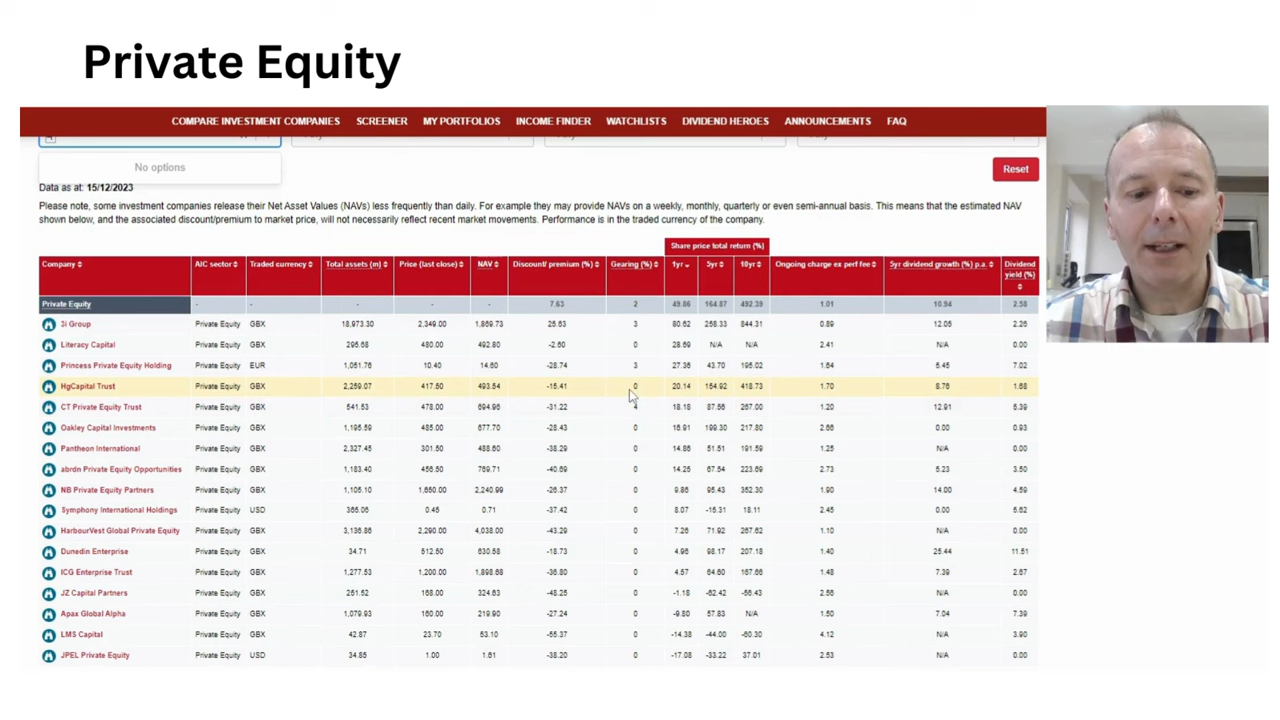 Private Equity
COMPARE INVESTMENT COMPANIES SCREENER MY PORTFOLIOS INCOME FINDER WATCHLISTS DIVIDEND HEROES ANNOUNCEMENTS FAQ
No options
Reset
Data as at: 15/12/2023
Please note, some investment companies release their Net Asset Values (NAVs) less frequently than daily. For example they may provide NAVs on a weekly, monthly, quarterly or even semi-annual basis. This means that the estimated NAV
shown below, and the associated discount/premium to market price, will not necessarily reflect recent market movements. Performance is in the traded currency of the company.
Share price total return (%)
Company AIC sector Traded currency Total assets (m) Price (last close) NAV Discount/ premium (%) Gearing (%) 1yr 5yr 10yr Ongoing charge ex perf fee 5yr dividend growth (%) p.a. Dividend yield (%)
Private Equity - - - - - 7.63 2 49.86 164.87 492.39 1.01 10.94 2.58
3i Group Private Equity GBX 18,973.30 2,349.00 1,869.73 25.63 3 80.62 258.33 844.31 0.89 12.05 2.26
Literacy Capital Private Equity GBX 295.68 480.00 492.80 -2.60 0 28.69 N/A N/A 2.41 N/A 0.00
Princess Private Equity Holding Private Equity EUR 1,051.76 10.40 14.60 -28.74 3 27.36 43.70 195.02 1.64 5.45 7.02
HgCapital Trust Private Equity GBX 2,259.07 417.50 493.54 -15.41 0 20.14 154.92 418.73 1.70 8.76 1.68
CT Private Equity Trust Private Equity GBX 541.53 478.00 694.96 -31.22 4 18.18 87.56 267.00 1.20 12.91 5.39
Oakley Capital Investments Private Equity GBX 1,195.59 485.00 677.70 -28.43 0 16.91 199.30 217.80 2.66 0.00 0.93
Pantheon International Private Equity GBX 2,327.45 301.50 488.60 -38.29 0 14.86 51.51 191.59 1.25 N/A 0.00
abrdn Private Equity Opportunities Private Equity GBX 1,183.40 456.50 769.71 -40.69 0 14.25 67.54 223.69 2.73 5.23 3.50
NB Private Equity Partners Private Equity GBX 1,105.10 1,650.00 2,240.99 -26.37 0 9.86 95.43 352.30 1.90 14.00 4.59
Symphony International Holdings Private Equity USD 365.06 0.45 0.71 -37.42 0 8.07 -15.31 18.11 2.45 0.00 5.62
HarbourVest Global Private Equity Private Equity GBX 3,136.86 2,290.00 4,038.00 -43.29 0 7.26 71.92 267.62 1.10 N/A 0.00
Dunedin Enterprise Private Equity GBX 34.71 512.50 630.58 -18.73 0 4.96 98.17 207.18 1.40 25.44 11.51
ICG Enterprise Trust Private Equity GBX 1,277.53 1,200.00 1,898.68 -36.80 0 4.57 64.60 167.66 1.48 7.39 2.67
JZ Capital Partners Private Equity GBX 251.52 168.00 324.63 -48.25 0 -1.18 -62.42 -56.43 2.56 N/A 0.00
Apax Global Alpha Private Equity GBX 1,079.93 160.00 219.90 -27.24 0 -9.80 57.83 N/A 1.50 7.04 7.39
LMS Capital Private Equity GBX 42.87 23.70 53.10 -55.37 0 -14.38 -44.00 -60.30 4.12 N/A 3.90
JPEL Private Equity Private Equity USD 34.85 1.00 1.61 -38.20 0 -17.08 -33.22 37.01 2.53 N/A 0.00